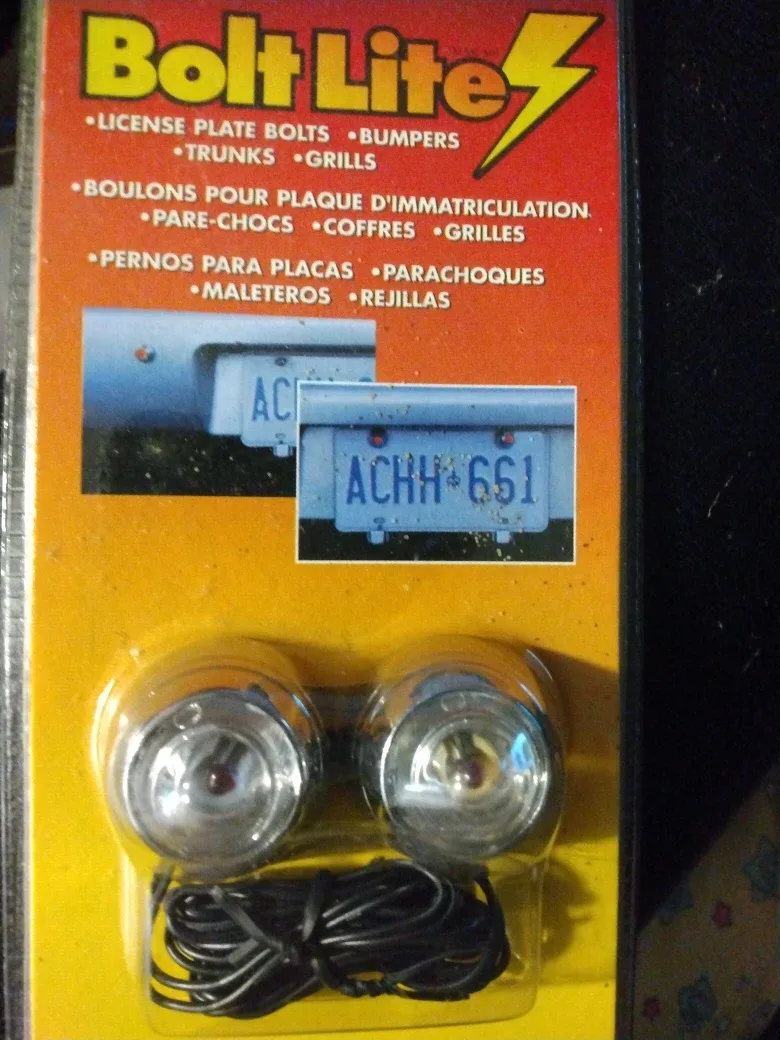 Bolt Lite
•LICENSE PLATE BOLTS •BUMPERS
•TRUNKS •GRILLS
•BOULONS POUR PLAQUE D'IMMATRICULATION
•PARE-CHOCS •COFFRES •GRILLES
•PERNOS PARA PLACAS •PARACHOQUES
•MALETEROS •REJILLAS
AC
ACHH 661